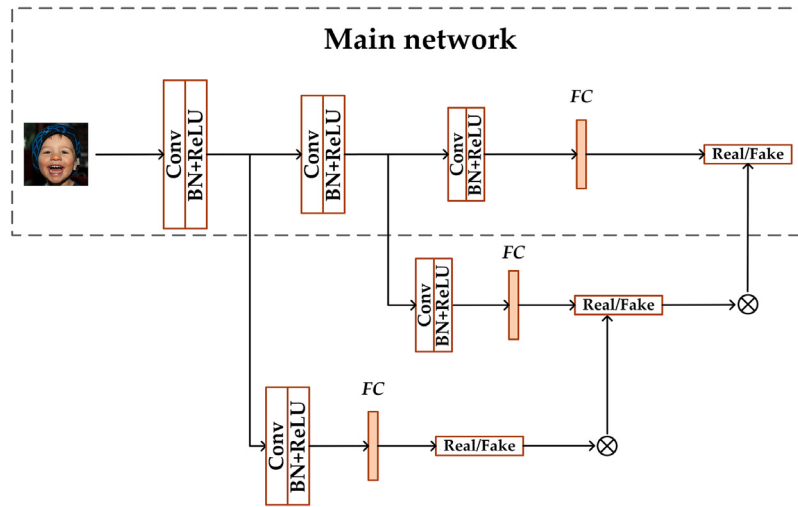 Main network
Conv
BN+ReLU
Conv
BN+ReLU
Conv
BN+ReLU
FC
Real/Fake
Conv
BN+ReLU
FC
Real/Fake
Conv
BN+ReLU
FC
Real/Fake